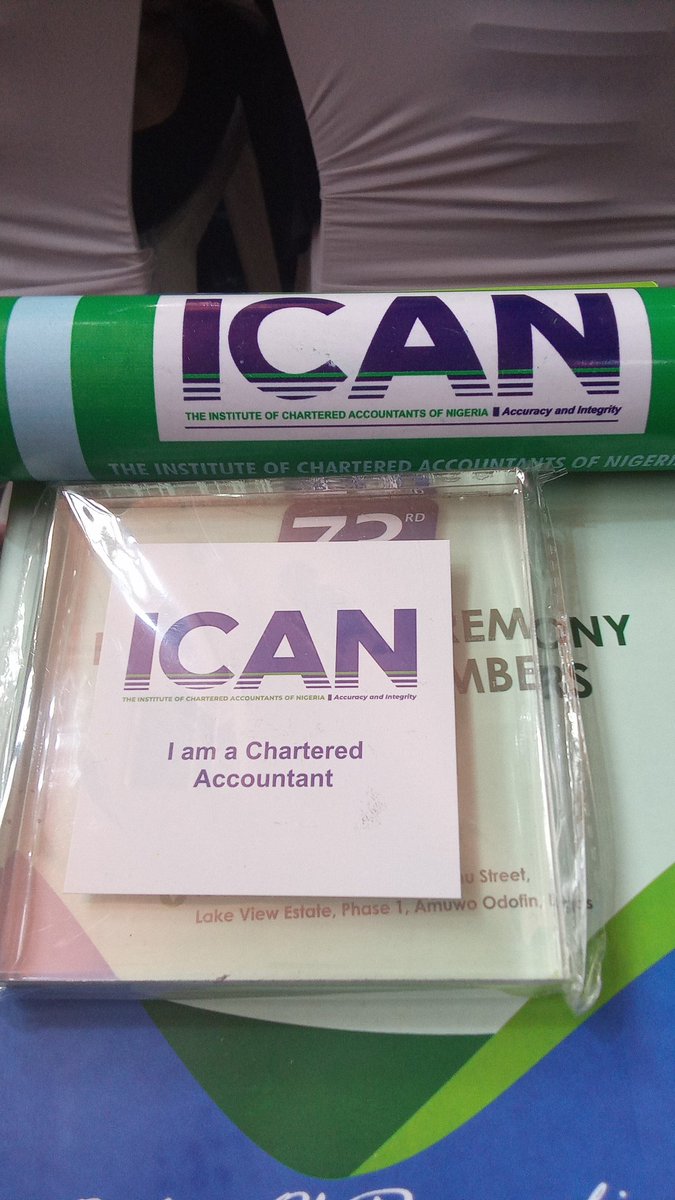 ICAN
THE INSTITUTE OF CHARTERED ACCOUNTANTS OF NIGERIA Accuracy and Integrity
THE INSTITUTE OF CHARTERED ACCOUNTANTS OF NIGERIA
73RD
ICAN
THE INSTITUTE OF CHARTERED ACCOUNTANTS OF NIGERIA Accuracy and Integrity
I am a Chartered
Accountant
REMONY
MBERS
Street,
Lake View Estate, Phase 1, Amuwo Odofin,